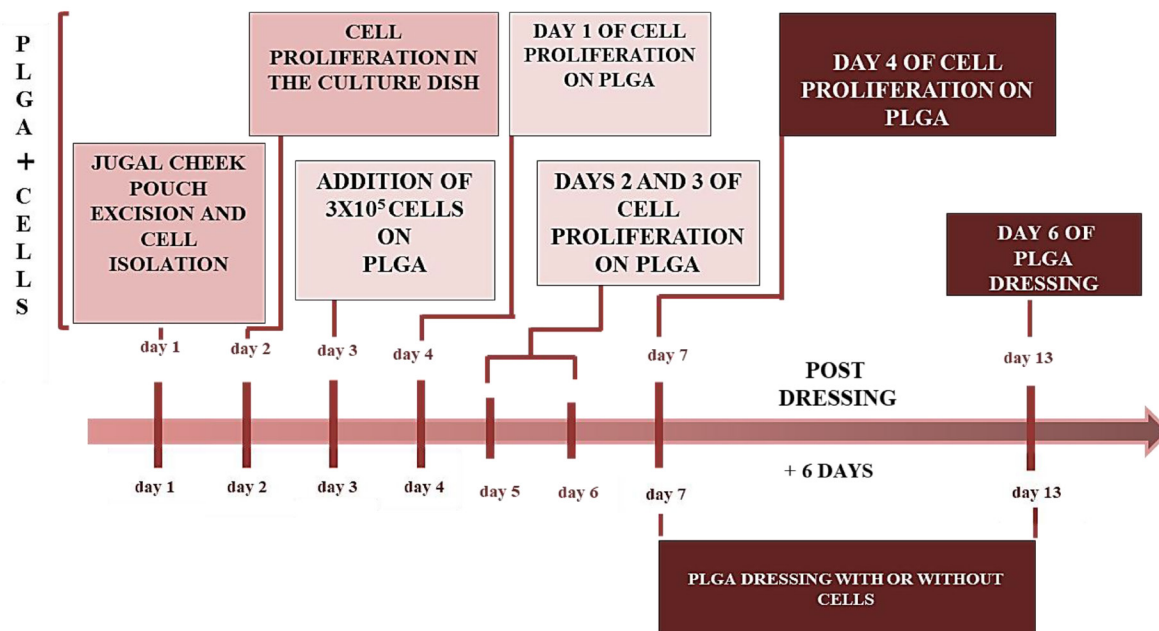 PLGA + CELLS
CELL
PROLIFERATION IN
THE CULTURE DISH
DAY 1 OF CELL
PROLIFERATION
ON PLGA
DAY 4 OF CELL
PROLIFERATION ON
PLGA
JUGAL CHEEK
POUCH
EXCISION AND
CELL
ISOLATION
ADDITION OF
3X10⁵ CELLS
ON
PLGA
DAYS 2 AND 3 OF
CELL
PROLIFERATION
ON PLGA
DAY 6 OF
PLGA
DRESSING
day 1
day 2
day 3
day 4
day 7
day 13
POST
DRESSING
+ 6 DAYS
day 1
day 2
day 3
day 4
day 5
day 6
day 7
day 13
PLGA DRESSING WITH OR WITHOUT
CELLS